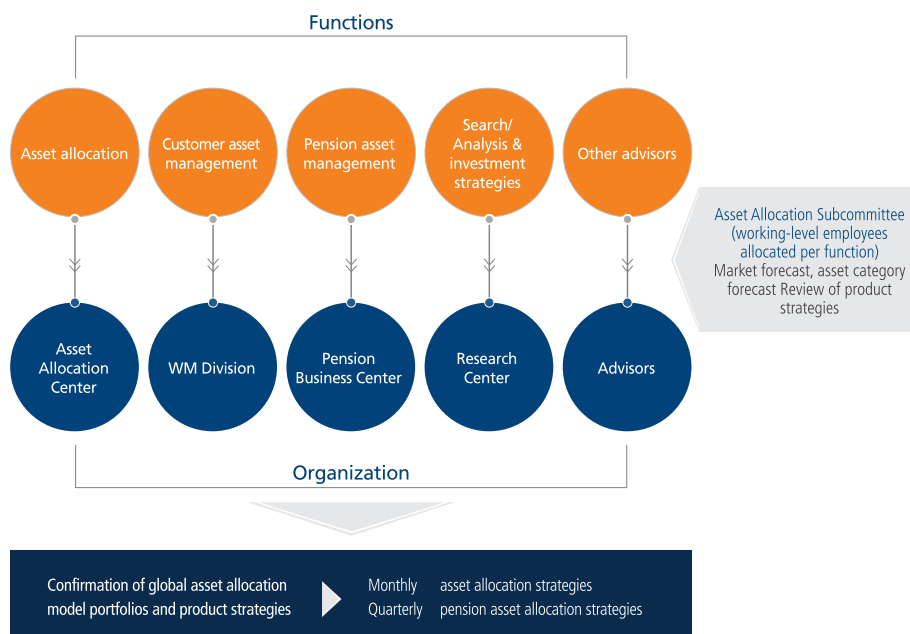 Functions
Asset allocation
Customer asset
management
Pension asset
management
Search/
Analysis &
investment
strategies
Other advisors
Asset Allocation Subcommittee
(working-level employees
allocated per function)
Market forecast, asset category
forecast Review of product
strategies
Asset
Allocation
Center
WM Division
Pension
Business Center
Research
Center
Advisors
Organization
Confirmation of global asset allocation
model portfolios and product strategies
Monthly asset allocation strategies
Quarterly pension asset allocation strategies